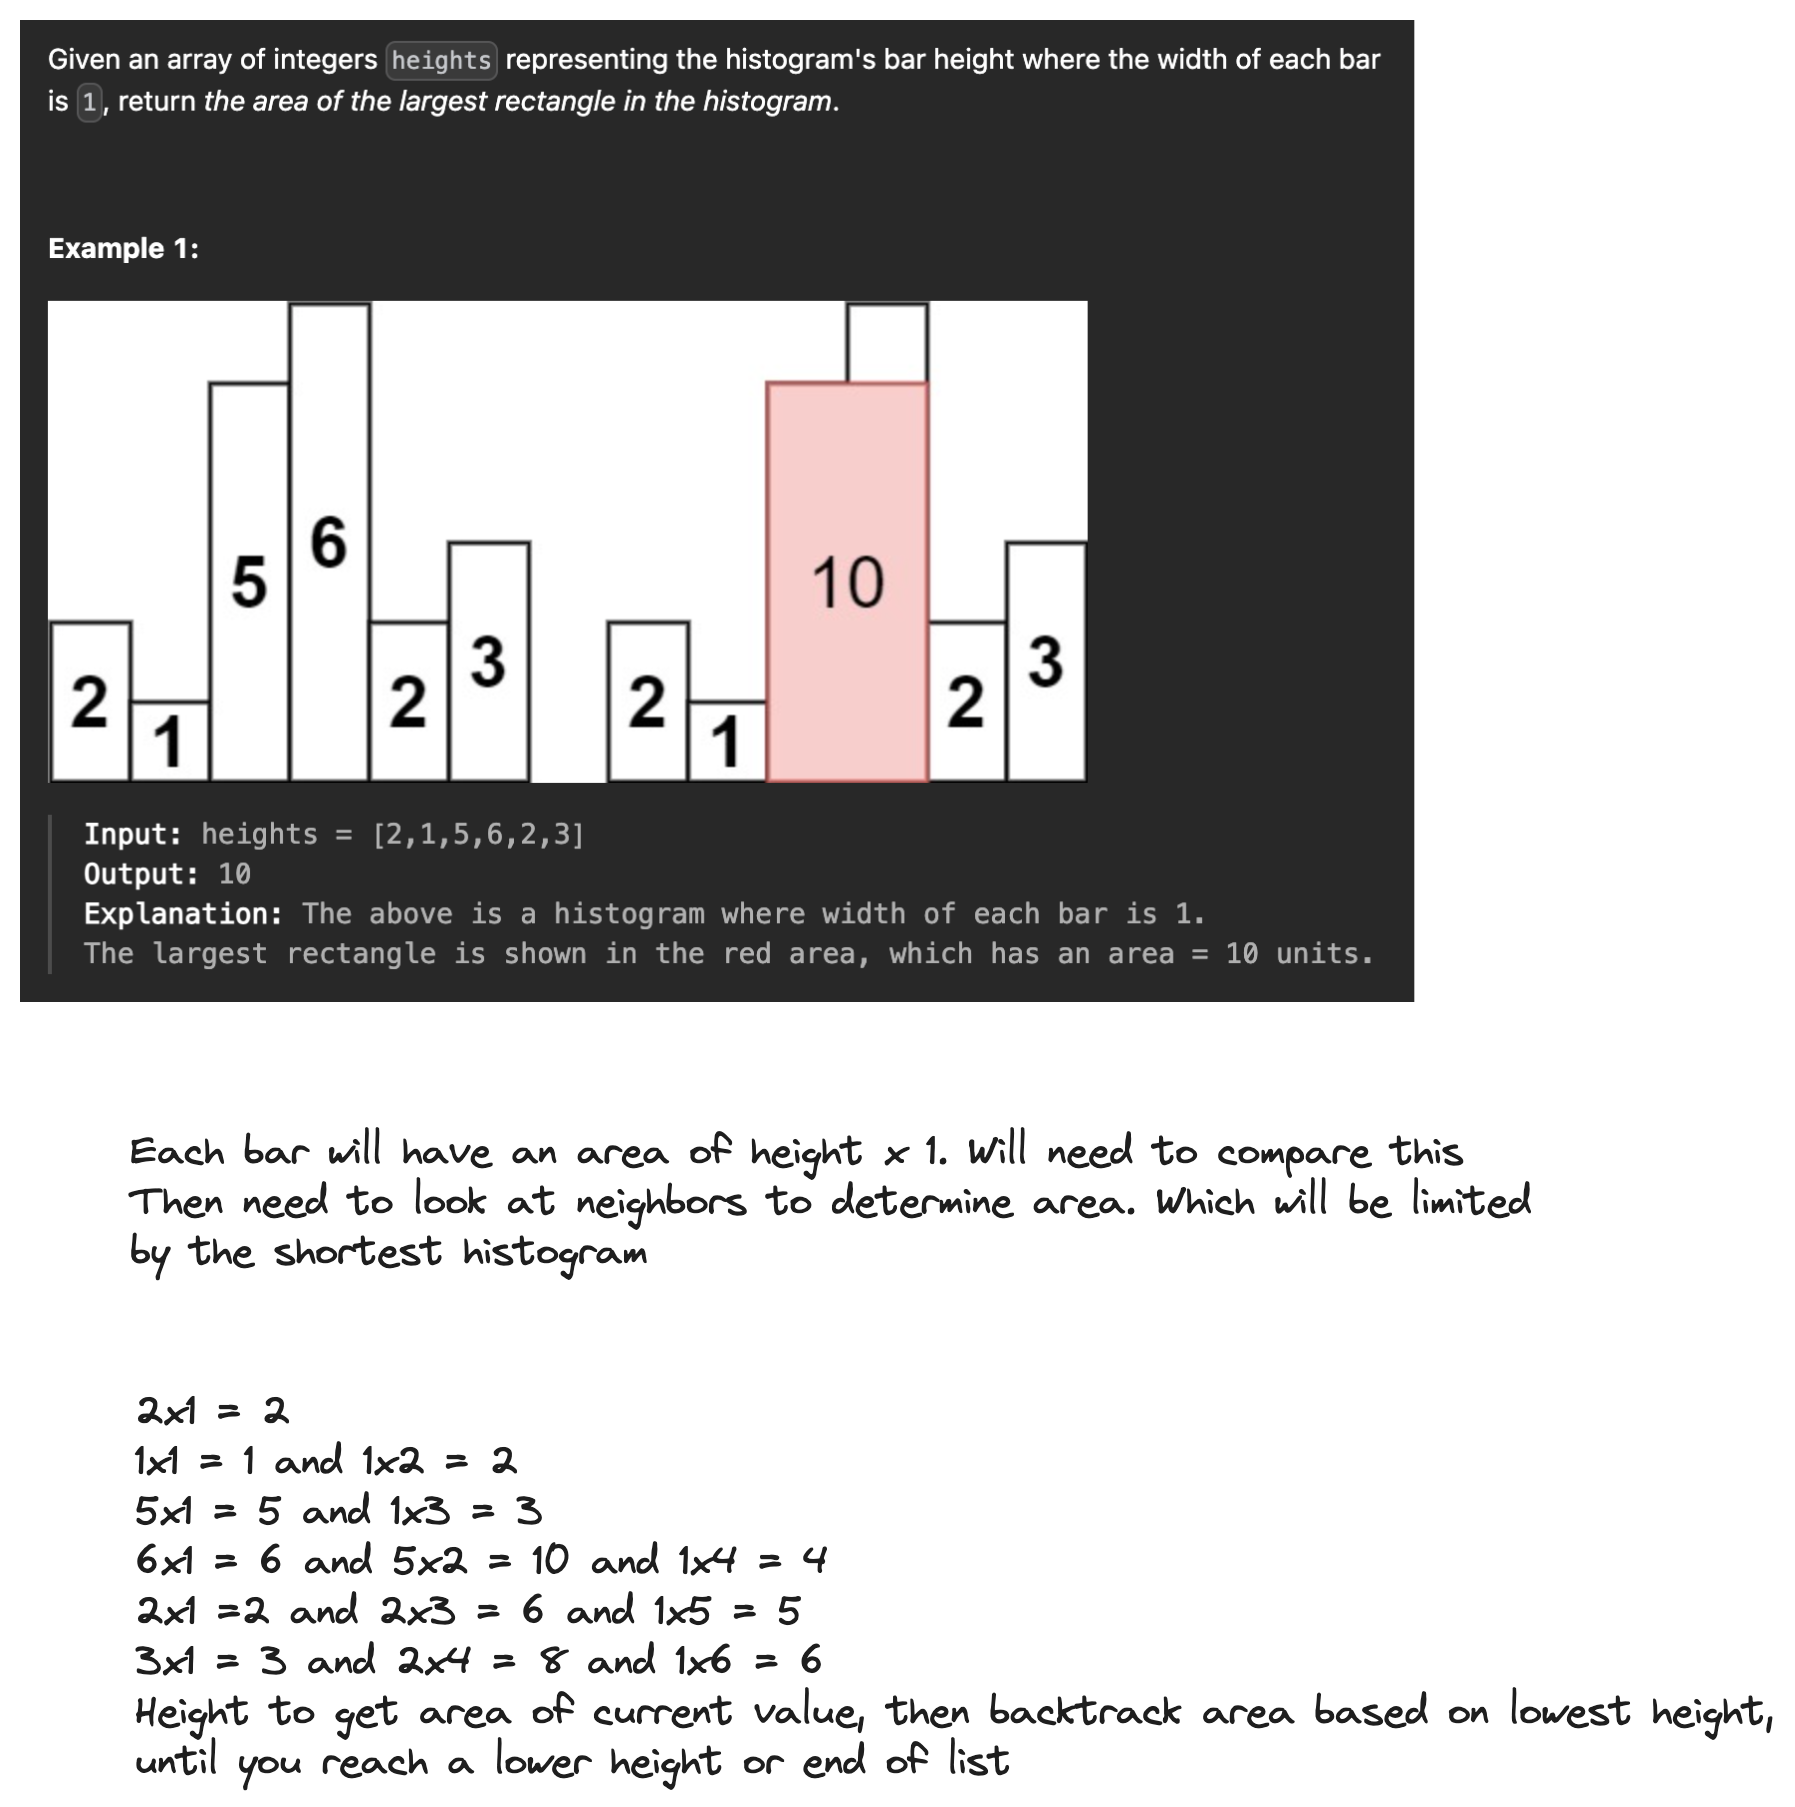 Given an array of integers heights representing the histogram's bar height where the width of each bar
is 1, return the area of the largest rectangle in the histogram.
Example 1:
2 1 5 6 2 3 2 1 10 2 3
Input: heights = [2,1,5,6,2,3]
Output: 10
Explanation: The above is a histogram where width of each bar is 1.
The largest rectangle is shown in the red area, which has an area = 10 units.
Each bar will have an area of height x 1. Will need to compare this
Then need to look at neighbors to determine area. Which will be limited
by the shortest histogram
2x1 = 2
1x1 = 1 and 1x2 = 2
5x1 = 5 and 1x3 = 3
6x1 = 6 and 5x2 = 10 and 1x4 = 4
2x1 =2 and 2x3 = 6 and 1x5 = 5
3x1 = 3 and 2x4 = 8 and 1x6 = 6
Height to get area of current value, then backtrack area based on lowest height,
until you reach a lower height or end of list